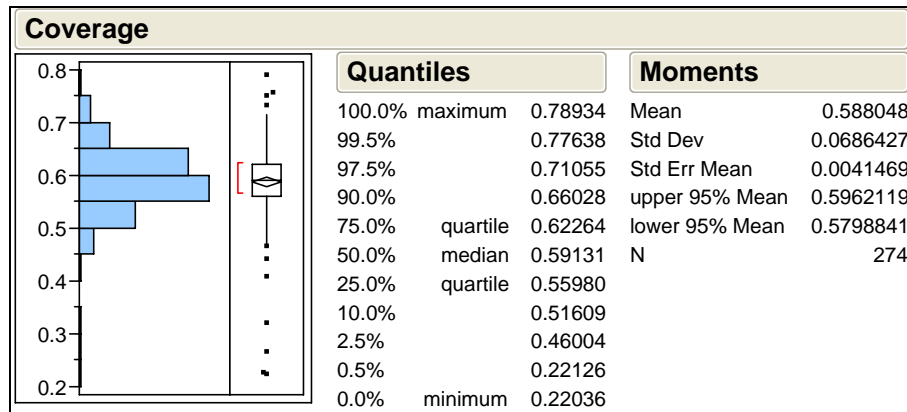 Coverage
0.8
0.7
0.6
0.5
0.4
0.3
0.2
Quantiles
100.0% maximum 0.78934
99.5% 0.77638
97.5% 0.71055
90.0% 0.66028
75.0% quartile 0.62264
50.0% median 0.59131
25.0% quartile 0.55980
10.0% 0.51609
2.5% 0.46004
0.5% 0.22126
0.0% minimum 0.22036
Moments
Mean 0.588048
Std Dev 0.0686427
Std Err Mean 0.0041469
upper 95% Mean 0.5962119
lower 95% Mean 0.5798841
N 274